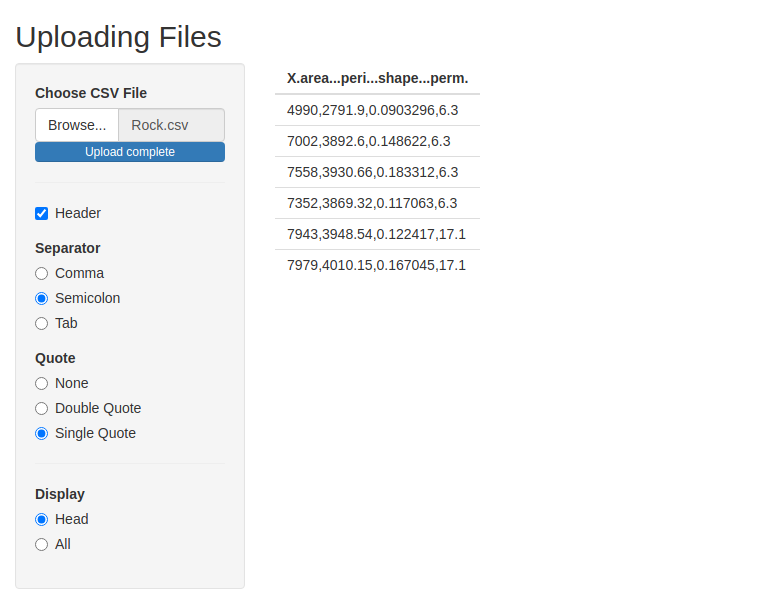 Uploading Files
Choose CSV File
Browse... Rock.csv
Upload complete
Header
Separator
Comma
Semicolon
Tab
Quote
None
Double Quote
Single Quote
Display
Head
All
X.area...peri...shape...perm.
4990,2791.9,0.0903296,6.3
7002,3892.6,0.148622,6.3
7558,3930.66,0.183312,6.3
7352,3869.32,0.117063,6.3
7943,3948.54,0.122417,17.1
7979,4010.15,0.167045,17.1